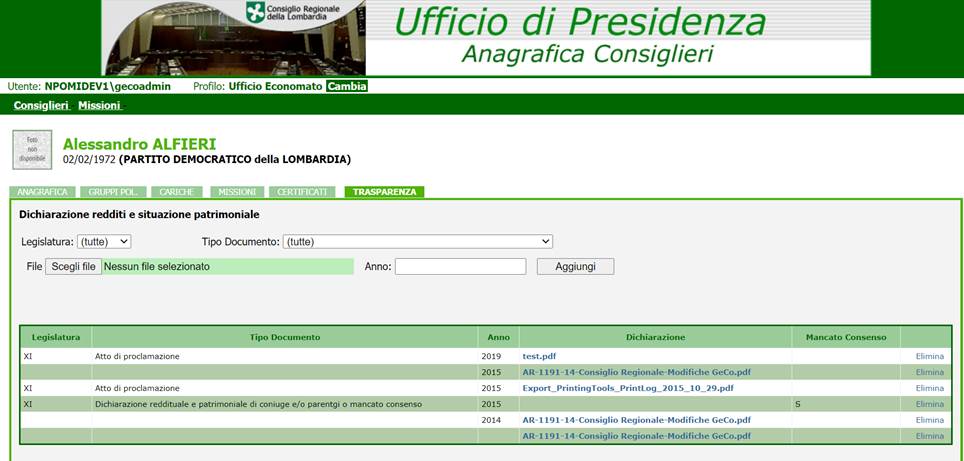 Consiglio Regionale
della Lombardia
Ufficio di Presidenza
Anagrafica Consiglieri
Utente: NPOMIDEV1\gecoadmin Profilo: Ufficio Economato Cambia
Consiglieri Missioni
Foto
non
disponibile
Alessandro ALFIERI
02/02/1972 (PARTITO DEMOCRATICO della LOMBARDIA)
ANAGRAFICA GRUPPI POL. CARICHE MISSIONI CERTIFICATI TRASPARENZA
Dichiarazione redditi e situazione patrimoniale
Legislatura: (tutte) Tipo Documento: (tutte)
File Scegli file Nessun file selezionato Anno: Aggiungi
Legislatura Tipo Documento Anno Dichiarazione Mancato Consenso
XI Atto di proclamazione 2019 test.pdf Elimina
2015 AR-1191-14-Consiglio Regionale-Modifiche GeCo.pdf Elimina
XI Atto di proclamazione 2015 Export_PrintingTools_PrintLog_2015_10_29.pdf Elimina
XI Dichiarazione reddituale e patrimoniale di coniuge e/o parentgi o mancato consenso 2015 S Elimina
2014 AR-1191-14-Consiglio Regionale-Modifiche GeCo.pdf Elimina
AR-1191-14-Consiglio Regionale-Modifiche GeCo.pdf Elimina